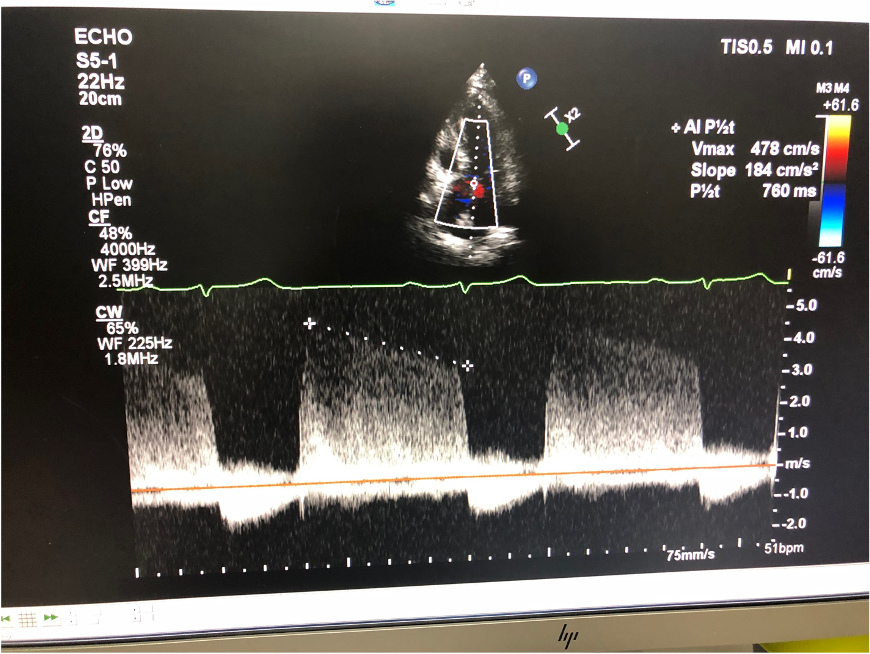 ECHO
S5-1
22Hz
20cm
2D
76%
C 50
P Low
HPen
CF
48%
4000Hz
WF 399Hz
2.5MHz
CW
65%
WF 225Hz
1.8MHz
P
X2
TIS0.5 MI 0.1
M3 M4
+61.6
-61.6
cm/s
+ AI P½t
Vmax 478 cm/s
Slope 184 cm/s²
P½t 760 ms
-5.0
-4.0
-3.0
-2.0
-1.0
m/s
-1.0
-2.0
75mm/s
51bpm
hp